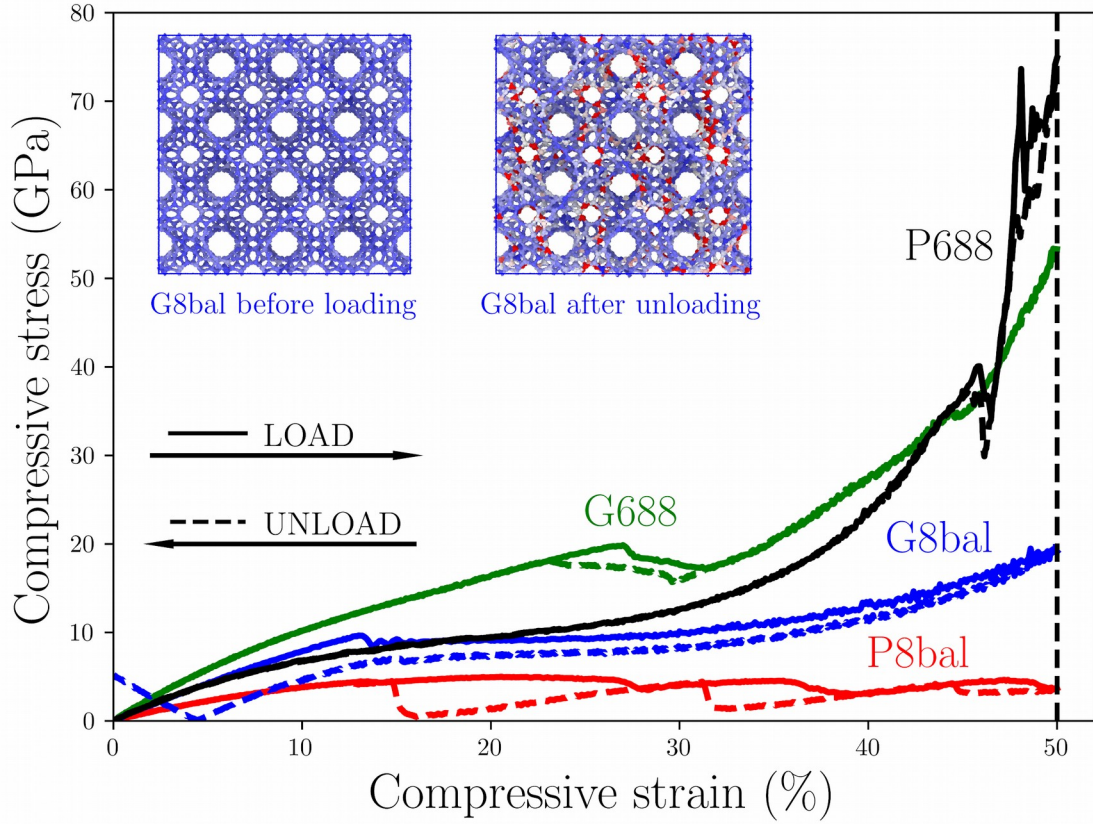 80
70
60
50
40
30
20
10
0
Compressive stress (GPa)
G8bal before loading
G8bal after unloading
P688
LOAD
UNLOAD
G688
G8bal
P8bal
0
10
20
30
40
50
Compressive strain (%)